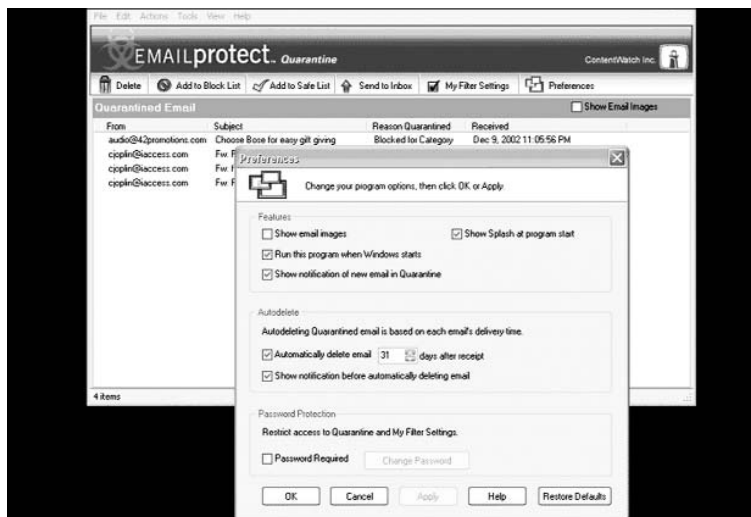 File Edit Actions Tools View Help
EMAILprotect™ Quarantine
ContentWatch Inc.
Delete Add to Block List Add to Safe List Send to Inbox My Filter Settings Preferences
Quarantined Email Show Email Images
From Subject Reason Quarantined Received
audio@42promotions.com Choose Bose for easy gift giving Blocked for Category Dec 9, 2002 11:05:56 PM
cjoplin@iaccess.com Fw:
cjoplin@iaccess.com Fw:
cjoplin@iaccess.com Fw:
Preferences
Change your program options, then click OK or Apply.
Features
Show email images Show Splash at program start
Run this program when Windows starts
Show notification of new email in Quarantine
Autodelete
Autodeleting Quarantined email is based on each email's delivery time.
Automatically delete email 31 days after receipt
Show notification before automatically deleting email
4 items
Password Protection
Restrict access to Quarantine and My Filter Settings.
Password Required Change Password
OK Cancel Apply Help Restore Defaults